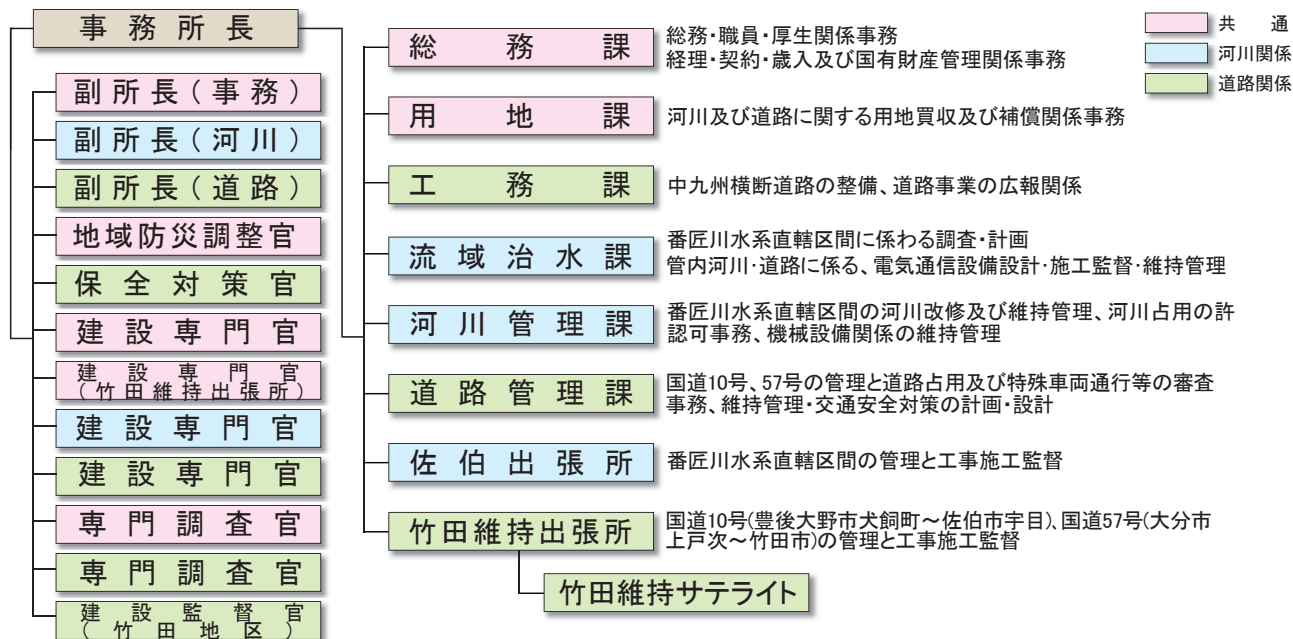 事務所長
副所長(事務)
副所長(河川)
副所長(道路)
地域防災調整官
保全対策官
建設専門官
建設専門官
(竹田維持出張所)
建設専門官
建設専門官
専門調査官
専門調査官
建設監督官
(竹田地区)
総務課
総務・職員・厚生関係事務
経理・契約・歳入及び国有財産管理関係事務
用地課
河川及び道路に関する用地買収及び補償関係事務
工務課
中九州横断道路の整備、道路事業の広報関係
流域治水課
番匠川水系直轄区間に係わる調査・計画
管内河川・道路に係る、電気通信設備設計・施工監督・維持管理
河川管理課
番匠川水系直轄区間の河川改修及び維持管理、河川占用の許
認可事務、機械設備関係の維持管理
道路管理課
国道10号、57号の管理と道路占用及び特殊車両通行等の審査
事務、維持管理・交通安全対策の計画・設計
佐伯出張所
番匠川水系直轄区間の管理と工事施工監督
竹田維持出張所
国道10号(豊後大野市犬飼町~佐伯市宇目)、国道57号(大分市
上戸次~竹田市)の管理と工事施工監督
竹田維持サテライト
共通
河川関係
道路関係